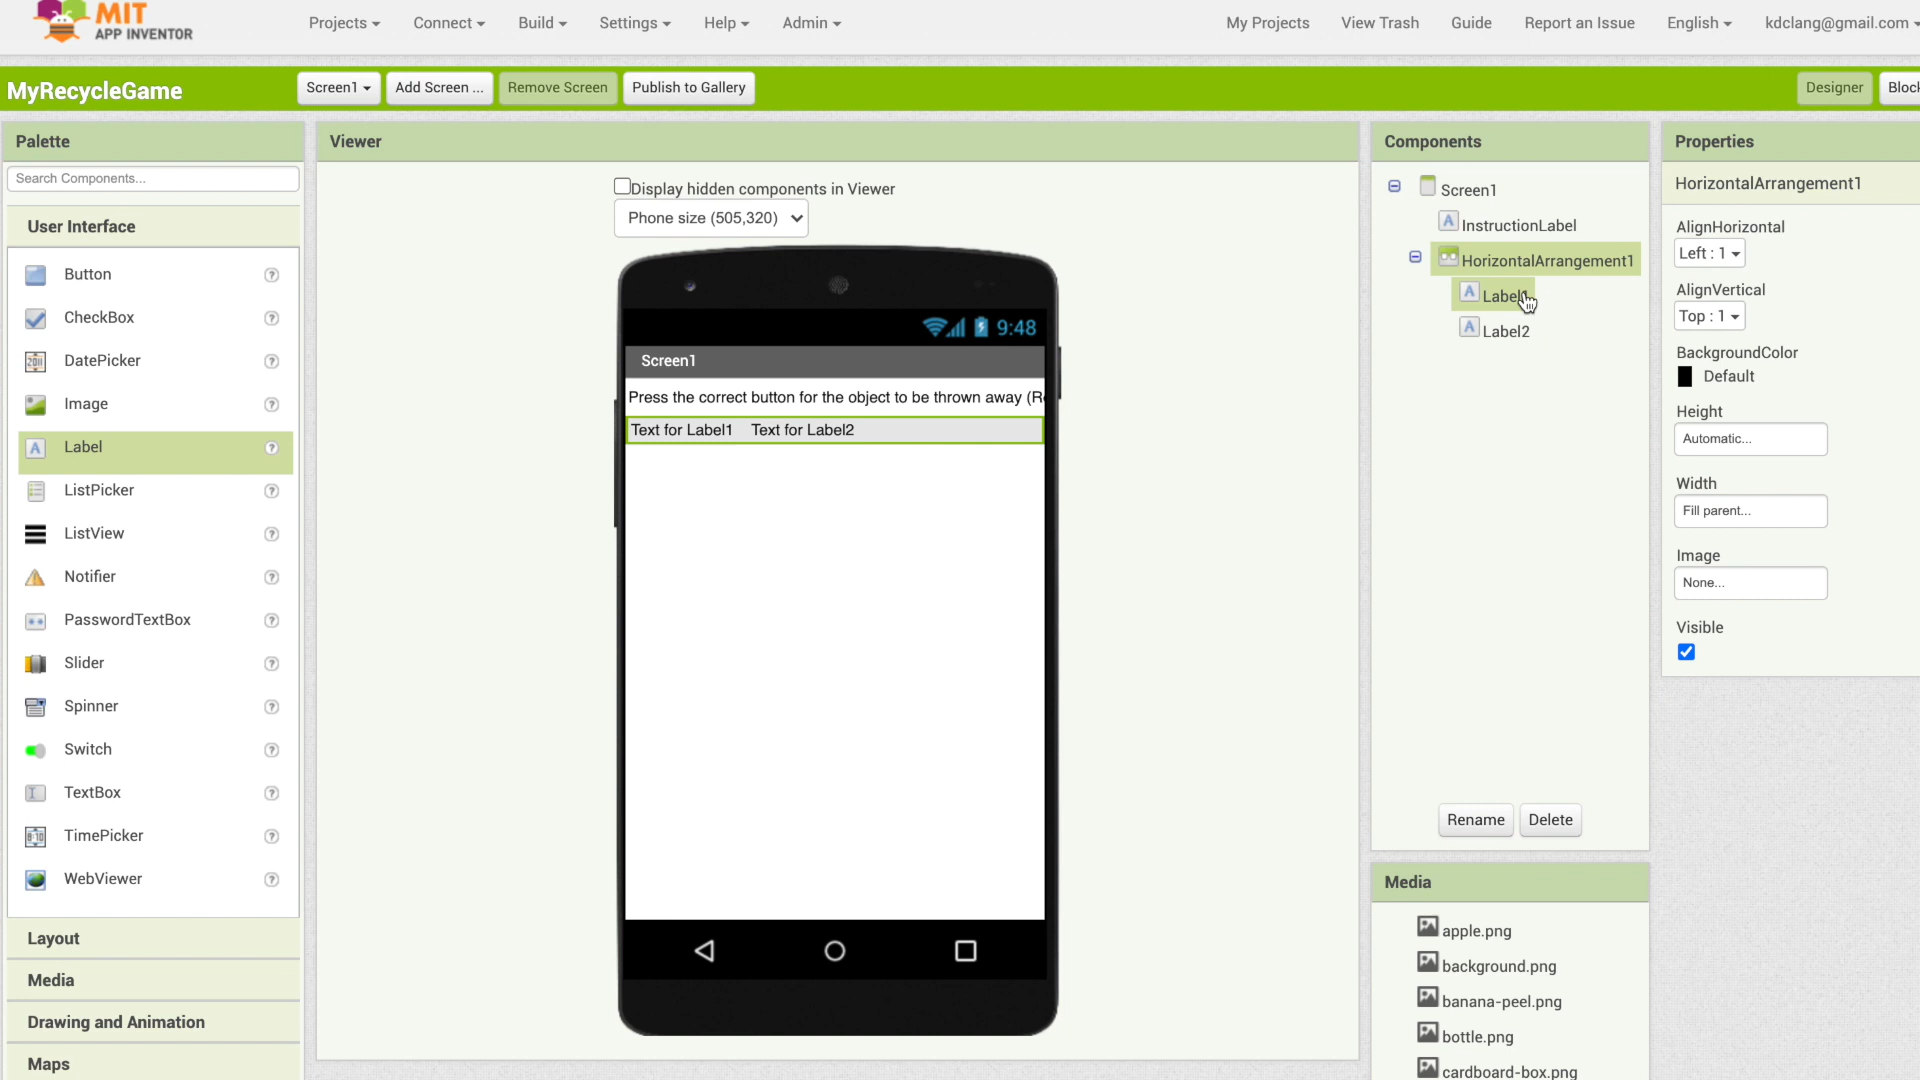 MIT
APP INVENTOR
Projects
Connect
Build
Settings
Help
Admin
My Projects
View Trash
Guide
Report an Issue
English
kdclang@gmail.com
MyRecycleGame
Screen1
Add Screen ...
Remove Screen
Publish to Gallery
Designer
Palette
Search Components...
User Interface
Button
CheckBox
DatePicker
Image
Label
ListPicker
ListView
Notifier
PasswordTextBox
Slider
Spinner
Switch
TextBox
TimePicker
WebViewer
Layout
Media
Drawing and Animation
Maps
Viewer
Display hidden components in Viewer
Phone size (505,320)
9:48
Screen1
Press the correct button for the object to be thrown away
Text for Label1 Text for Label2
Components
Screen1
InstructionLabel
HorizontalArrangement1
Label1
Label2
Rename
Delete
Media
apple.png
background.png
banana-peel.png
bottle.png
cardboard-box.png
Properties
HorizontalArrangement1
AlignHorizontal
Left : 1
AlignVertical
Top : 1
BackgroundColor
Default
Height
Automatic...
Width
Fill parent...
Image
None...
Visible